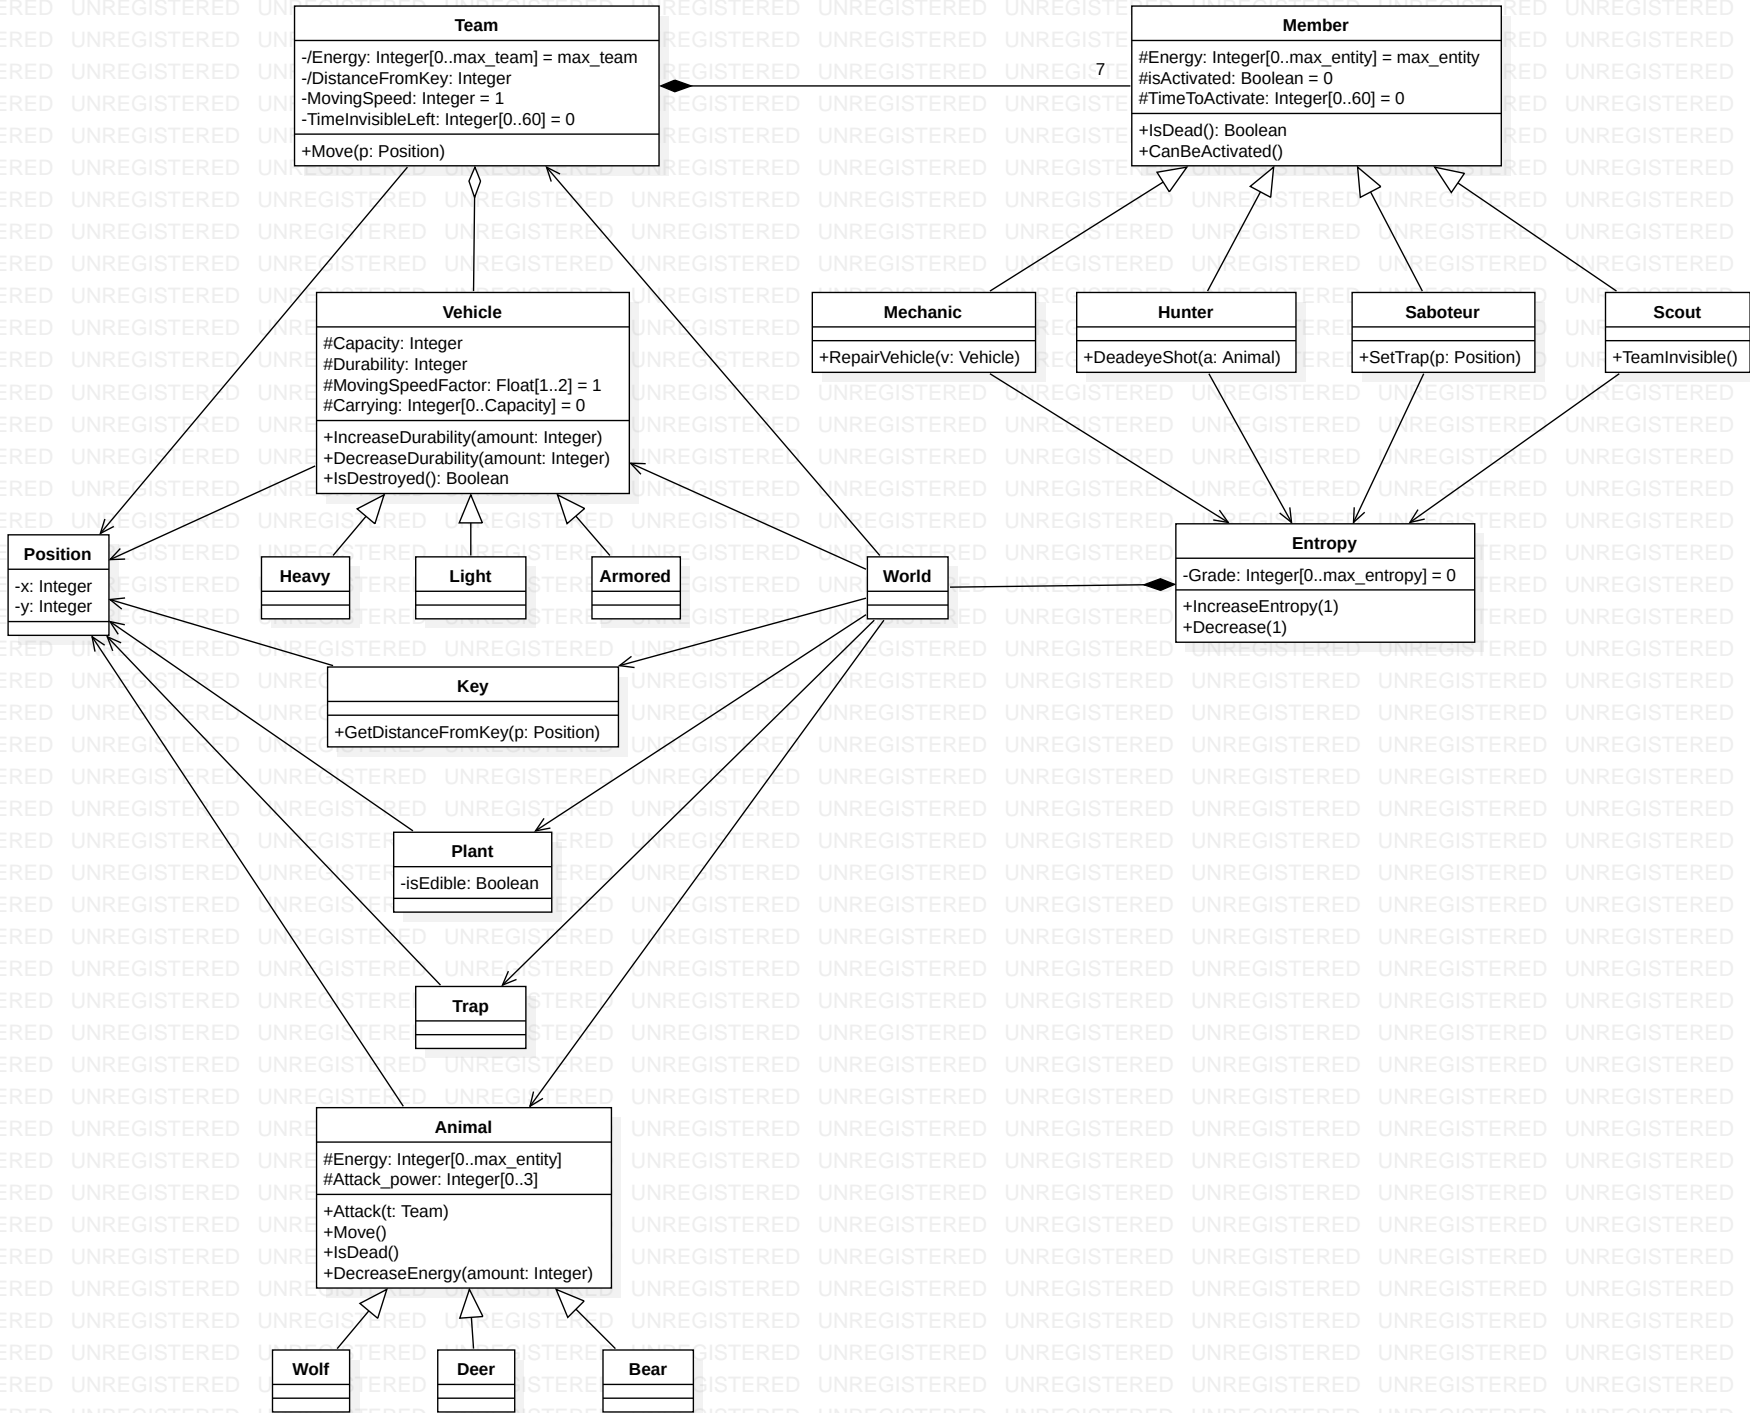 Team
-/Energy: Integer[0..max_team] = max_team
-/DistanceFromKey: Integer
-MovingSpeed: Integer = 1
-TimeInvisibleLeft: Integer[0..60] = 0
+Move(p: Position)
7
Member
#Energy: Integer[0..max_entity] = max_entity
#isActivated: Boolean = 0
#TimeToActivate: Integer[0..60] = 0
+IsDead(): Boolean
+CanBeActivated()
Vehicle
#Capacity: Integer
#Durability: Integer
#MovingSpeedFactor: Float[1..2] = 1
#Carrying: Integer[0..Capacity] = 0
+IncreaseDurability(amount: Integer)
+DecreaseDurability(amount: Integer)
+IsDestroyed(): Boolean
Mechanic
+RepairVehicle(v: Vehicle)
Hunter
+DeadeyeShot(a: Animal)
Saboteur
+SetTrap(p: Position)
Scout
+TeamInvisible()
Position
-x: Integer
-y: Integer
Heavy
Light
Armored
World
Entropy
-Grade: Integer[0..max_entropy] = 0
+IncreaseEntropy(1)
+Decrease(1)
Key
+GetDistanceFromKey(p: Position)
Plant
-isEdible: Boolean
Trap
Animal
#Energy: Integer[0..max_entity]
#Attack_power: Integer[0..3]
+Attack(t: Team)
+Move()
+IsDead()
+DecreaseEnergy(amount: Integer)
Wolf
Deer
Bear
UNREGISTERED